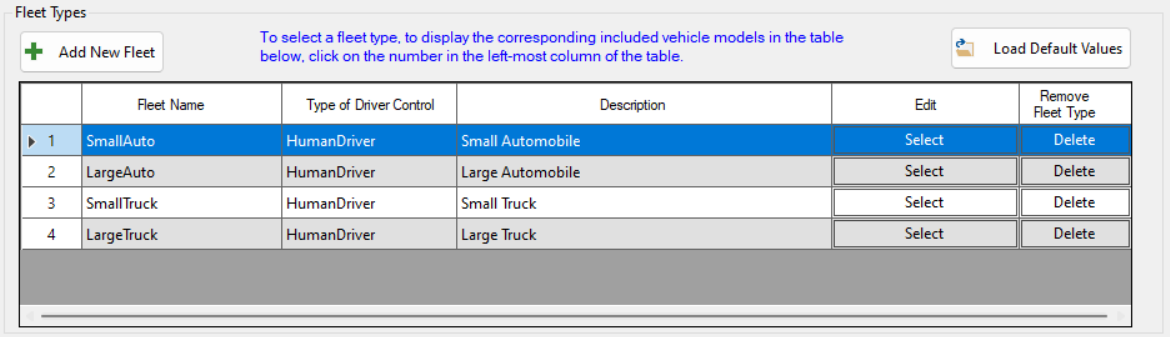 Fleet Types
Add New Fleet
To select a fleet type, to display the corresponding included vehicle models in the table
below, click on the number in the left-most column of the table.
Load Default Values
Fleet Name Type of Driver Control Description Edit Remove
Fleet Type
1 SmallAuto HumanDriver Small Automobile Select Delete
2 LargeAuto HumanDriver Large Automobile Select Delete
3 SmallTruck HumanDriver Small Truck Select Delete
4 LargeTruck HumanDriver Large Truck Select Delete